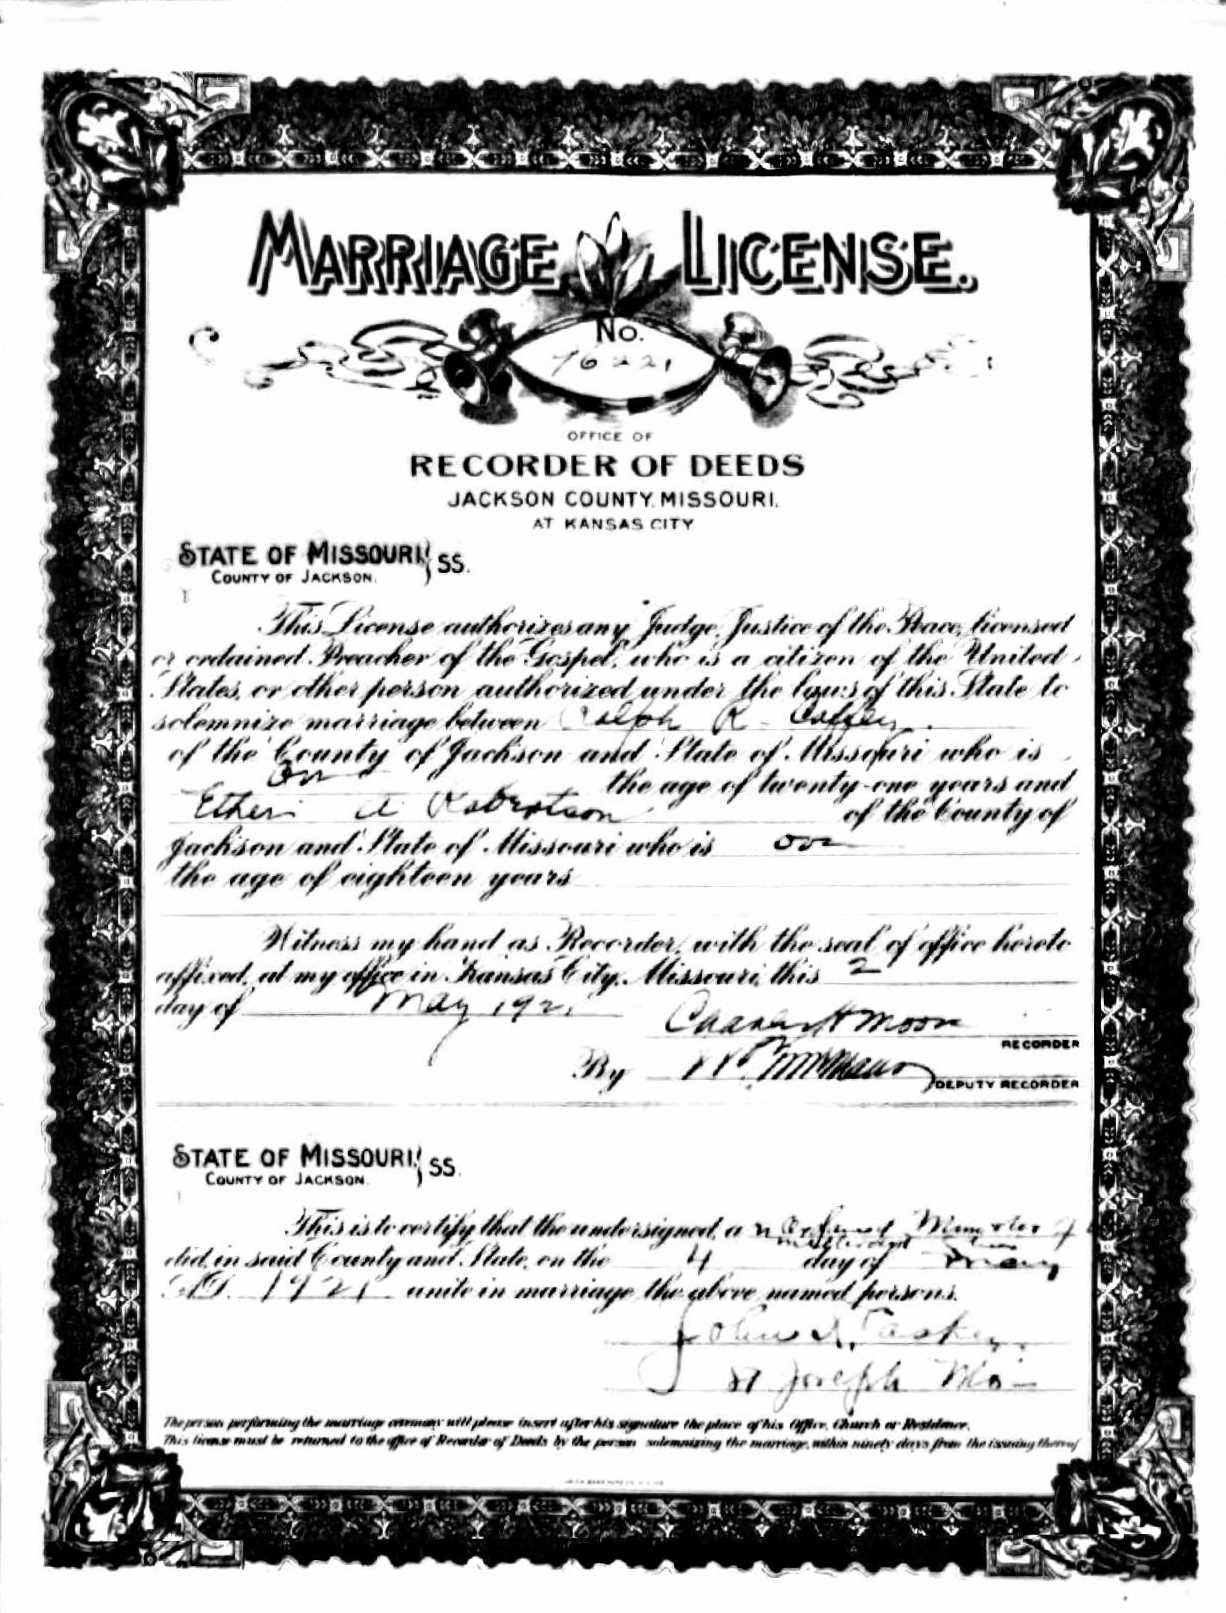 MARRIAGE LICENSE.
No.
76221
OFFICE OF
RECORDER OF DEEDS
JACKSON COUNTY, MISSOURI.
AT KANSAS CITY
STATE OF MISSOURI, } SS.
COUNTY OF JACKSON.
This License authorizes any Judge, Justice of the Peace, licensed
or ordained Preacher of the Gospel, who is a citizen of the United
States, or other person authorized under the laws of this State to
solemnize marriage between Ralph R.
of the County of Jackson and State of Missouri who is
the age of twenty-one years and
A Robertson of the County of
Jackson and State of Missouri who is over
the age of eighteen years
Witness my hand as Recorder, with the seal of office hereto
affixed, at my office in Kansas City, Missouri, this 2
day of May 1921
Moore
RECORDER
By
DEPUTY RECORDER
STATE OF MISSOURI, } SS.
COUNTY OF JACKSON.
This is to certify that the undersigned, a Ordained Minister of
did, in said County and State, on the 4 day of May
A.D. 1921 unite in marriage the above named persons.
John
St Joseph Mo
The person performing the marriage ceremony will please insert after his signature the place of his Office, Church or Residence.
This license must be returned to the office of Recorder of Deeds by the person solemnizing the marriage, within ninety days from the issuing thereof